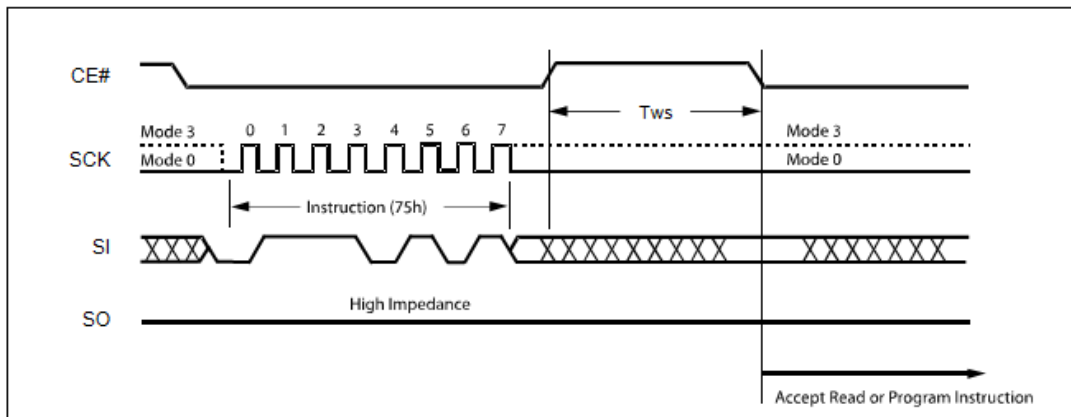 CE#
Tws
Mode 3 0 1 2 3 4 5 6 7 Mode 3
SCK
Mode 0 Mode 0
Instruction (75h)
SI
High Impedance
SO
Accept Read or Program Instruction